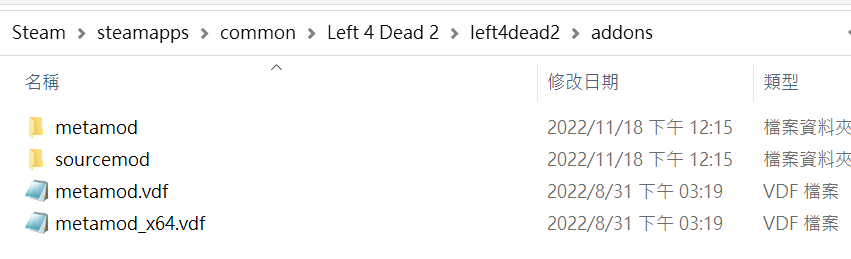 Steam > steamapps > common > Left 4 Dead 2 > left4dead2 > addons
名稱 修改日期 類型
metamod 2022/11/18 下午 12:15 檔案資料夾
sourcemod 2022/11/18 下午 12:15 檔案資料夾
metamod.vdf 2022/8/31 下午 03:19 VDF 檔案
metamod_x64.vdf 2022/8/31 下午 03:19 VDF 檔案